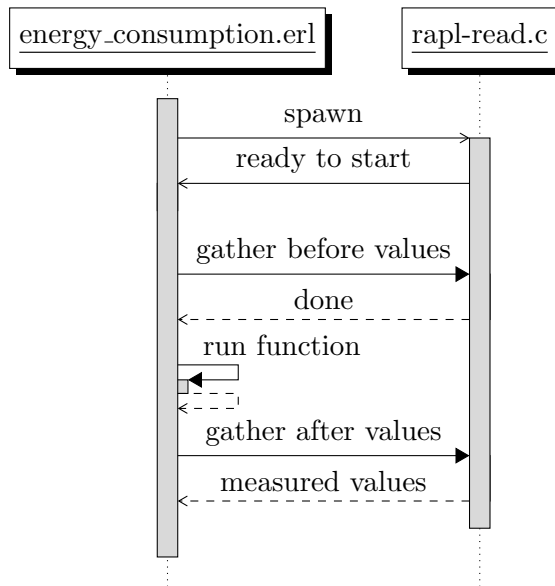 energy_consumption.erl
rapl-read.c
spawn
ready to start
gather before values
done
run function
gather after values
measured values